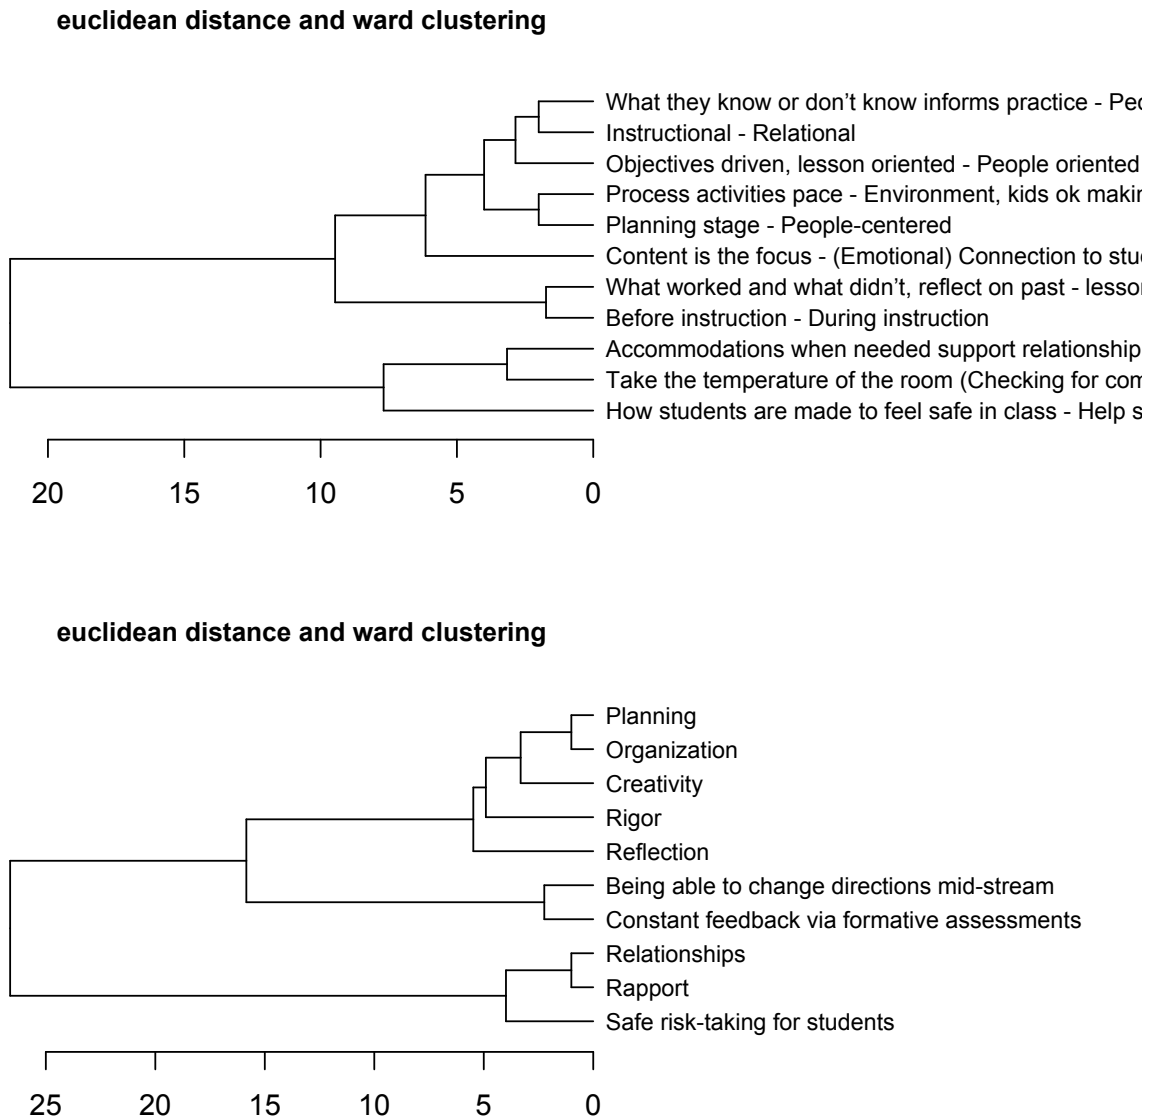 euclidean distance and ward clustering
What they know or don’t know informs practice - 
Instructional - Relational
Objectives driven, lesson oriented - People oriented
Process activities pace - Environment, kids ok
Planning stage - People-centered
Content is the focus - (Emotional) Connection to
What worked and what didn’t, reflect on past -
Before instruction - During instruction
Accommodations when needed support relationship
Take the temperature of the room (Checking for
How students are made to feel safe in class - Help
20 15 10 5 0
euclidean distance and ward clustering
Planning
Organization
Creativity
Rigor
Reflection
Being able to change directions mid-stream
Constant feedback via formative assessments
Relationships
Rapport
Safe risk-taking for students
25 20 15 10 5 0